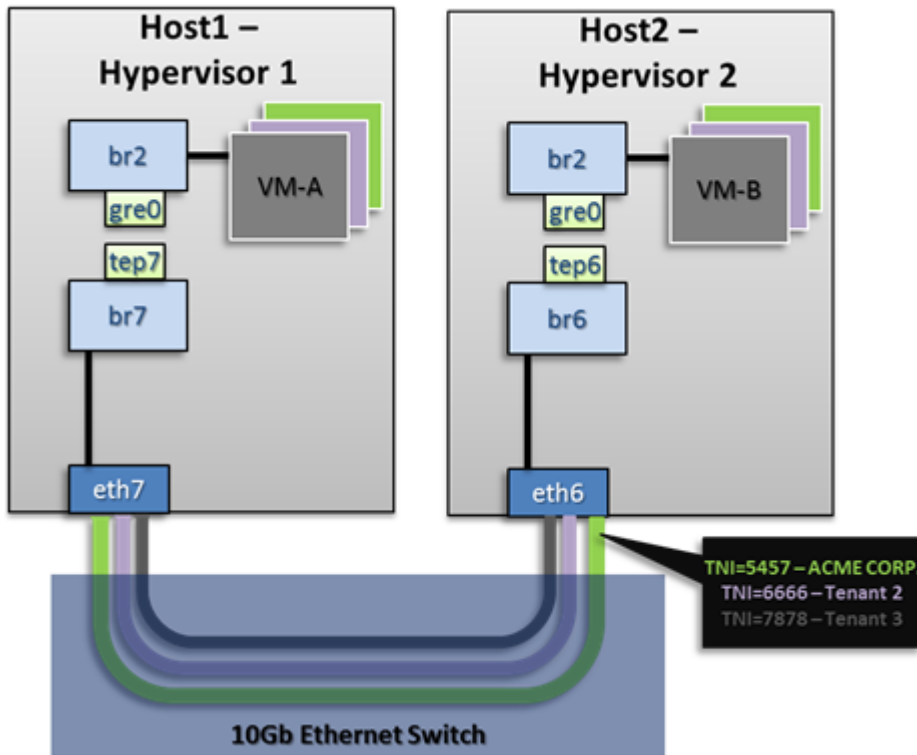 Host1 –
Hypervisor 1
br2
VM-A
gre0
tep7
br7
eth7
Host2 –
Hypervisor 2
br2
VM-B
gre0
tep6
br6
eth6
TNI=5457 – ACME CORP
TNI=6666 – Tenant 2
TNI=7878 – Tenant 3
10Gb Ethernet Switch